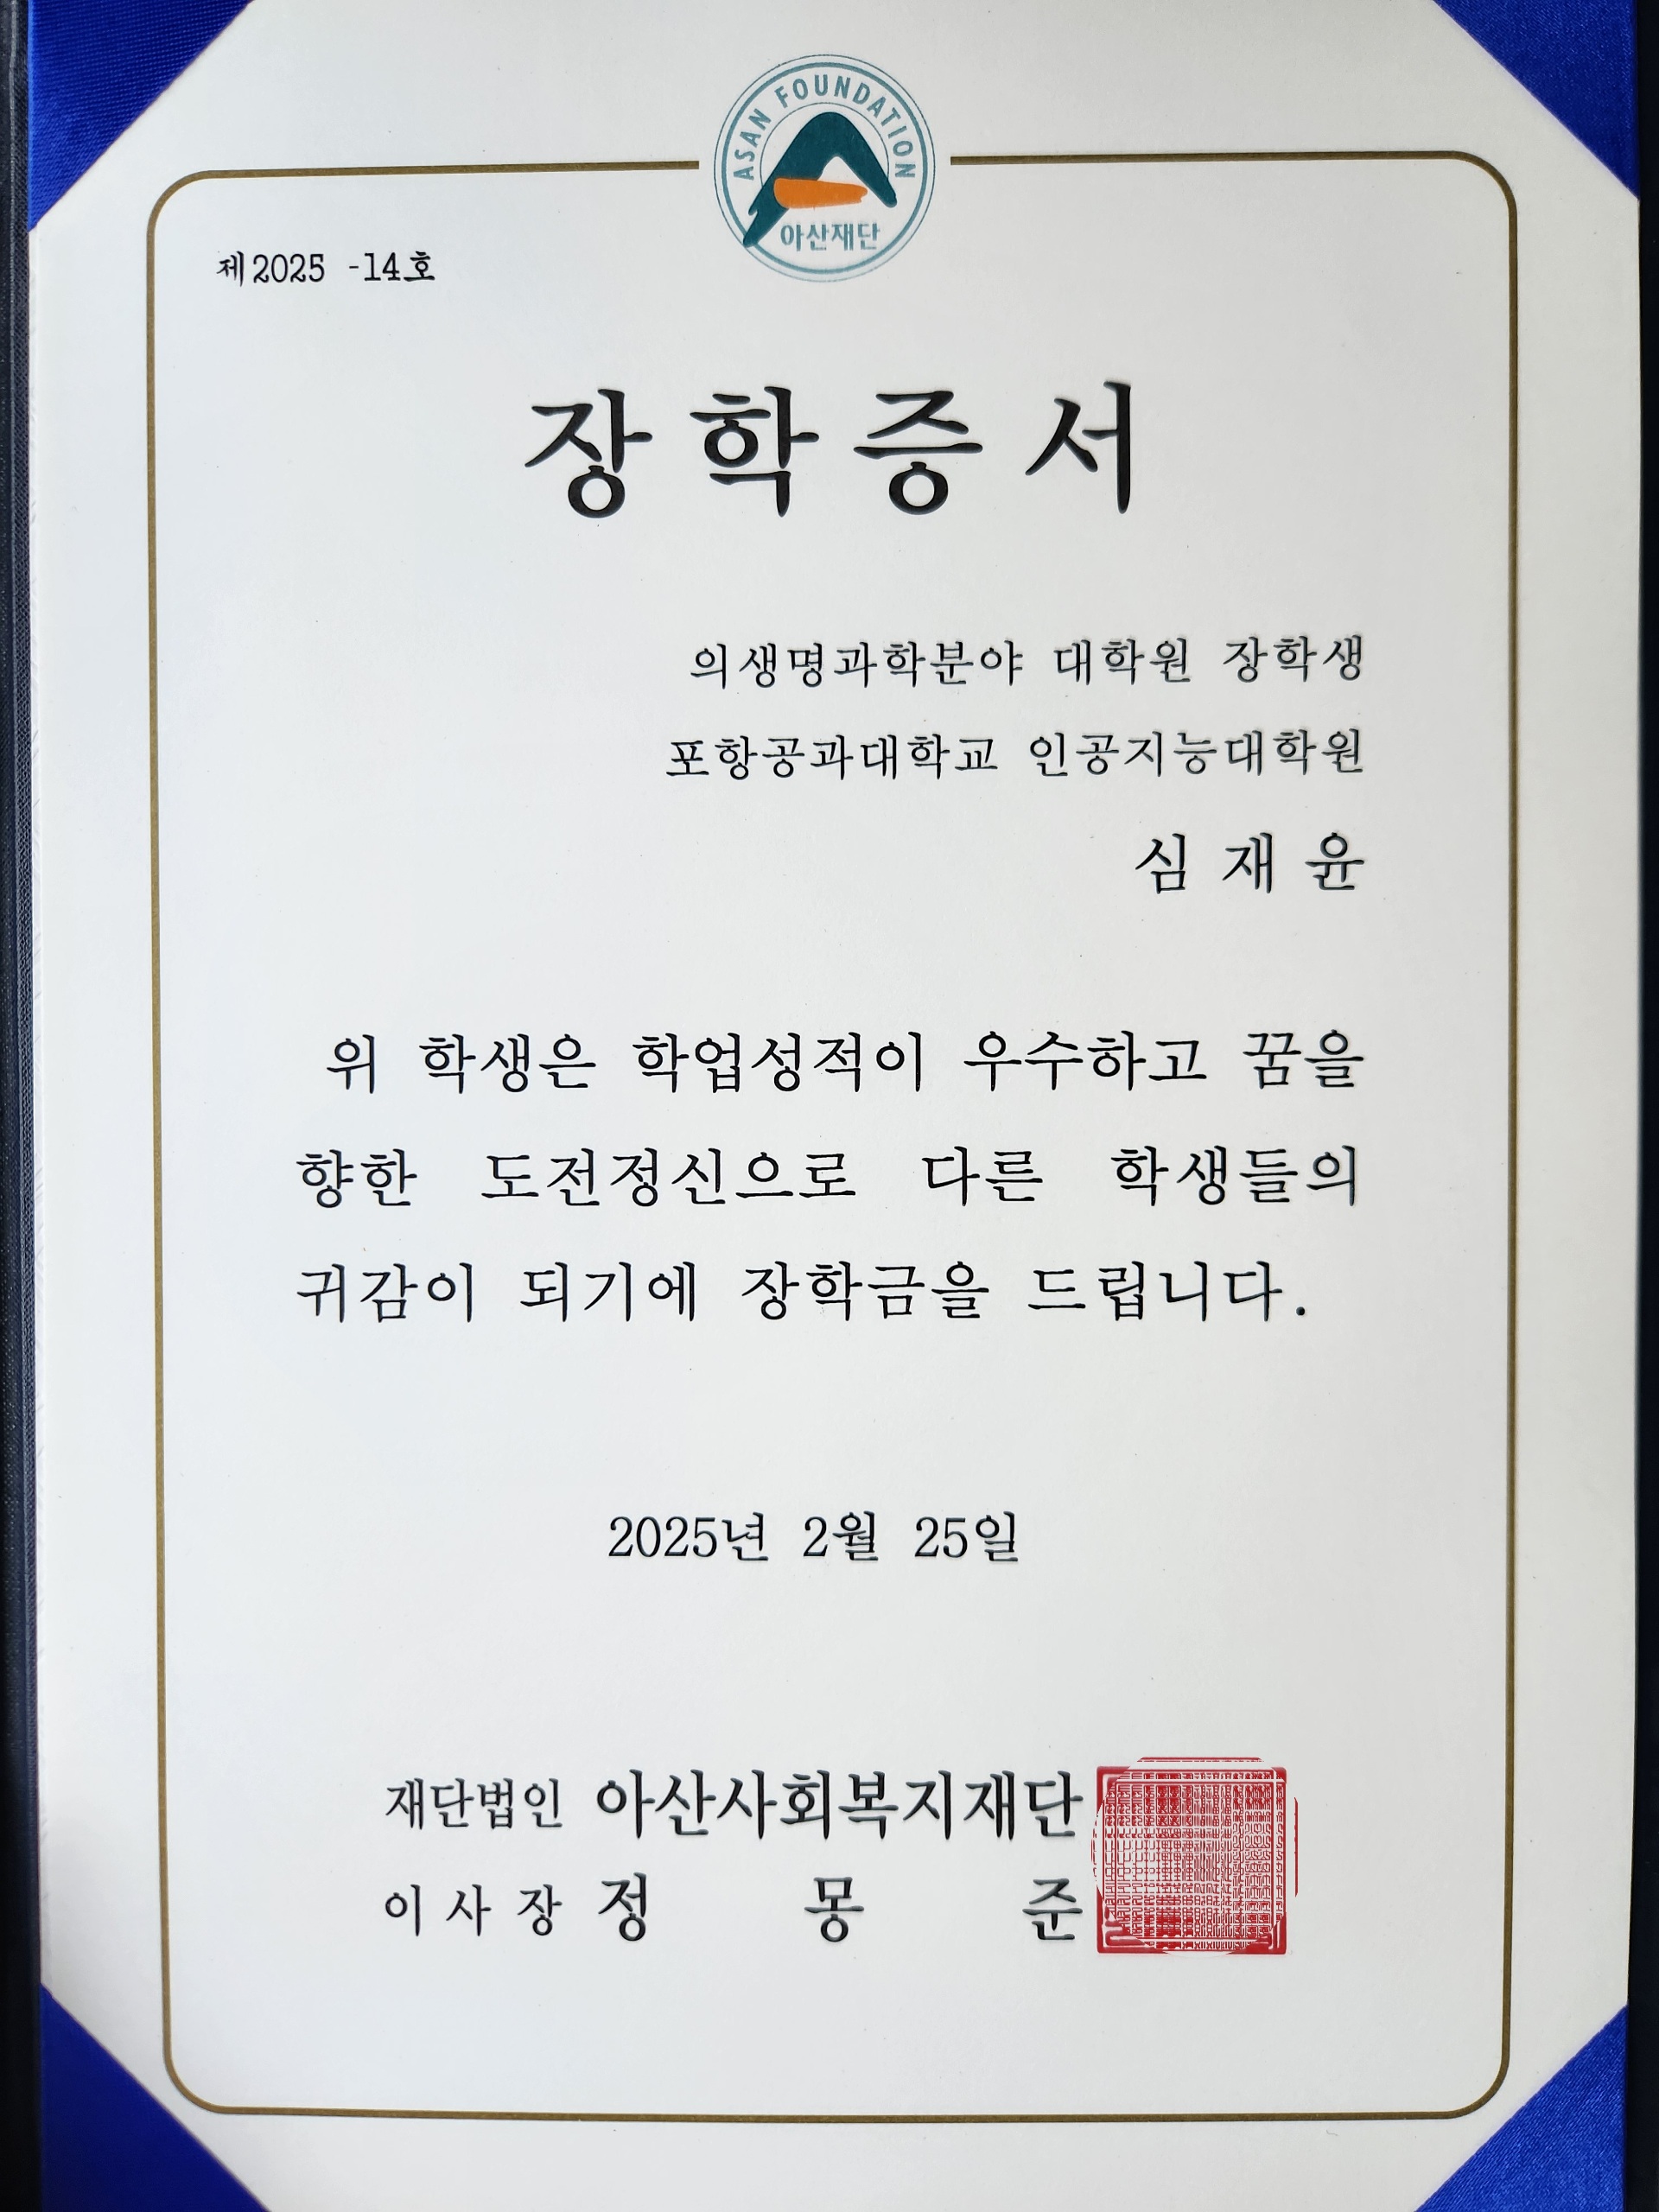 ASAN FOUNDATION
아산재단
제2025 -14호
장학증서
의생명과학분야 대학원 장학생
포항공과대학교 인공지능대학원
심재윤
위 학생은 학업성적이 우수하고 꿈을
향한 도전정신으로 다른 학생들의
귀감이 되기에 장학금을 드립니다.
2025년 2월 25일
재단법인 아산사회복지재단
이사장 정몽준